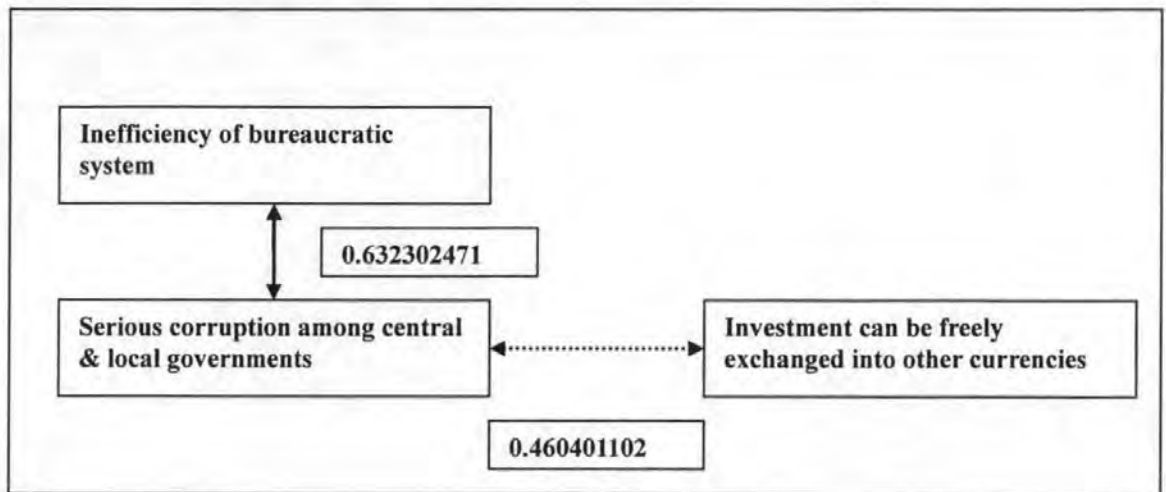 Inefficiency of bureaucratic
system
0.632302471
Serious corruption among central
& local governments
Investment can be freely
exchanged into other currencies
0.460401102